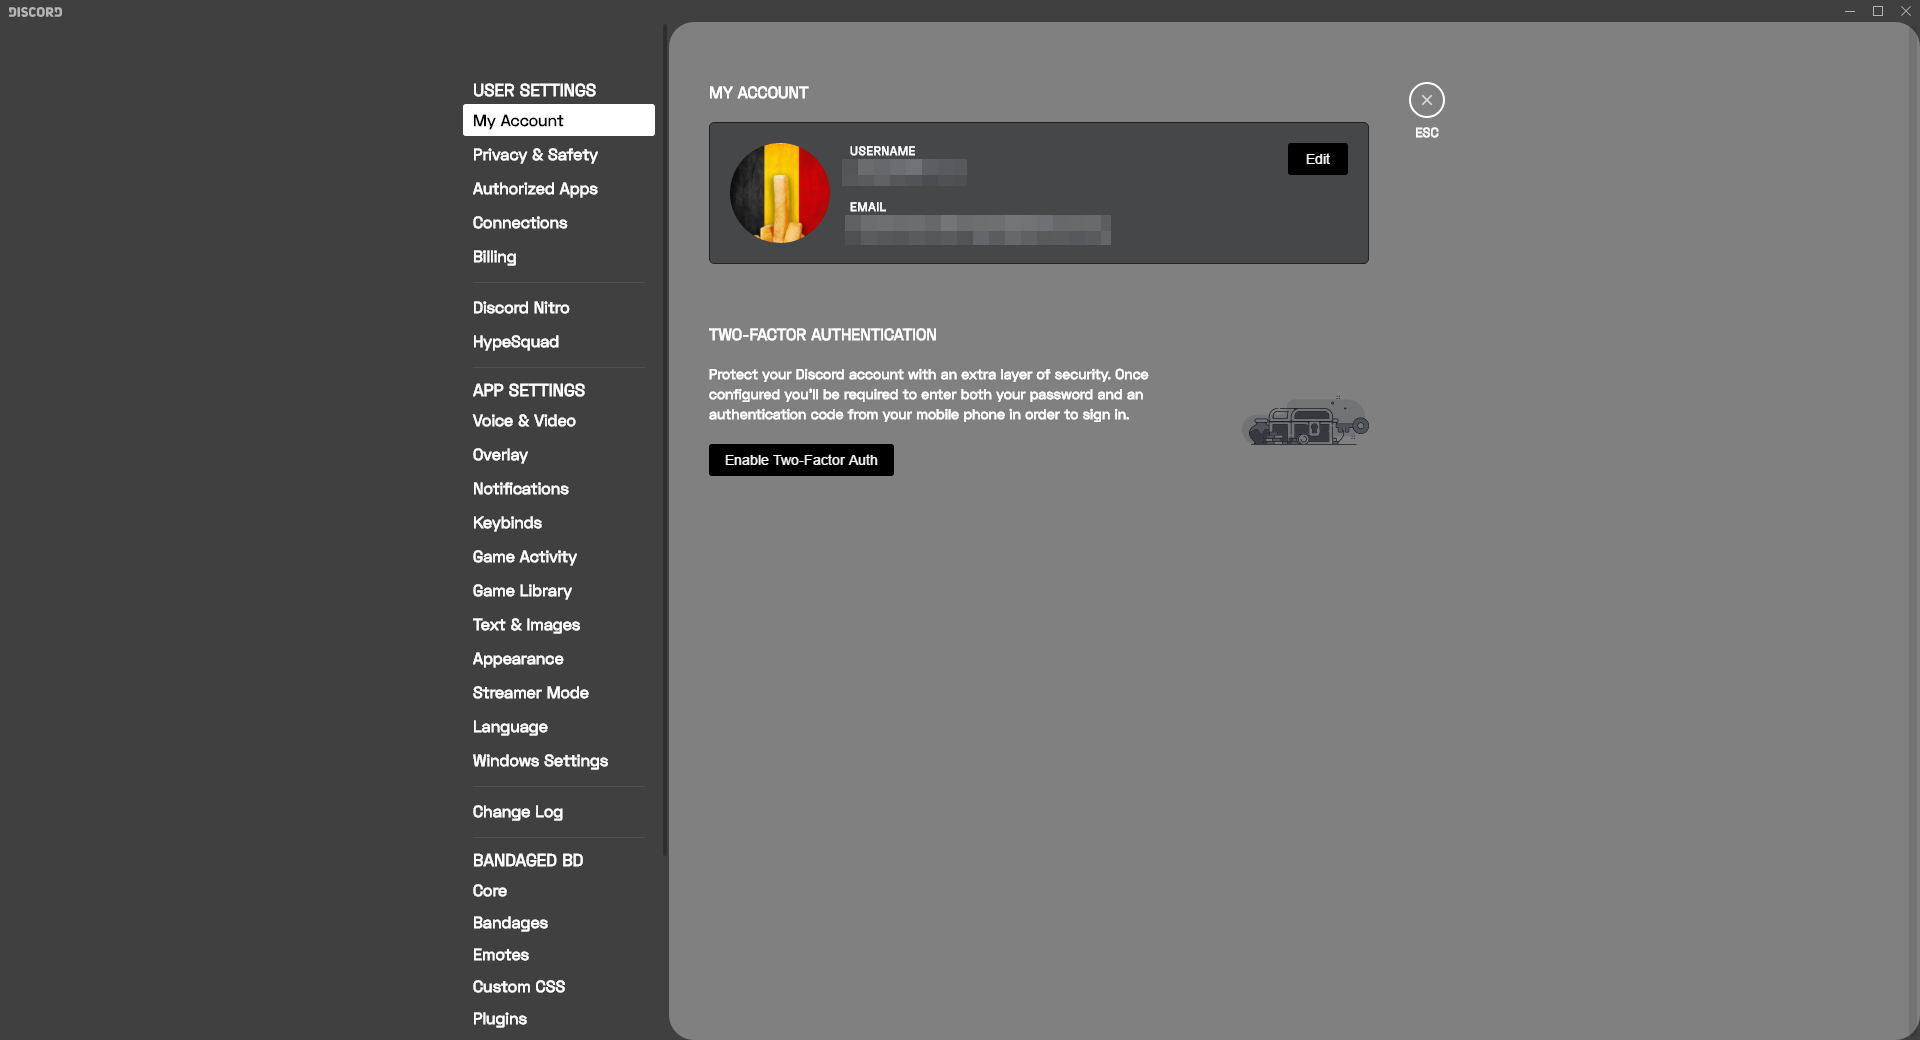 DISCORD
USER SETTINGS
My Account
Privacy & Safety
Authorized Apps
Connections
Billing
Discord Nitro
HypeSquad
APP SETTINGS
Voice & Video
Overlay
Notifications
Keybinds
Game Activity
Game Library
Text & Images
Appearance
Streamer Mode
Language
Windows Settings
Change Log
BANDAGED BD
Core
Bandages
Emotes
Custom CSS
Plugins
MY ACCOUNT
USERNAME
Edit
EMAIL
ESC
TWO-FACTOR AUTHENTICATION
Protect your Discord account with an extra layer of security. Once
configured you'll be required to enter both your password and an
authentication code from your mobile phone in order to sign in.
Enable Two-Factor Auth